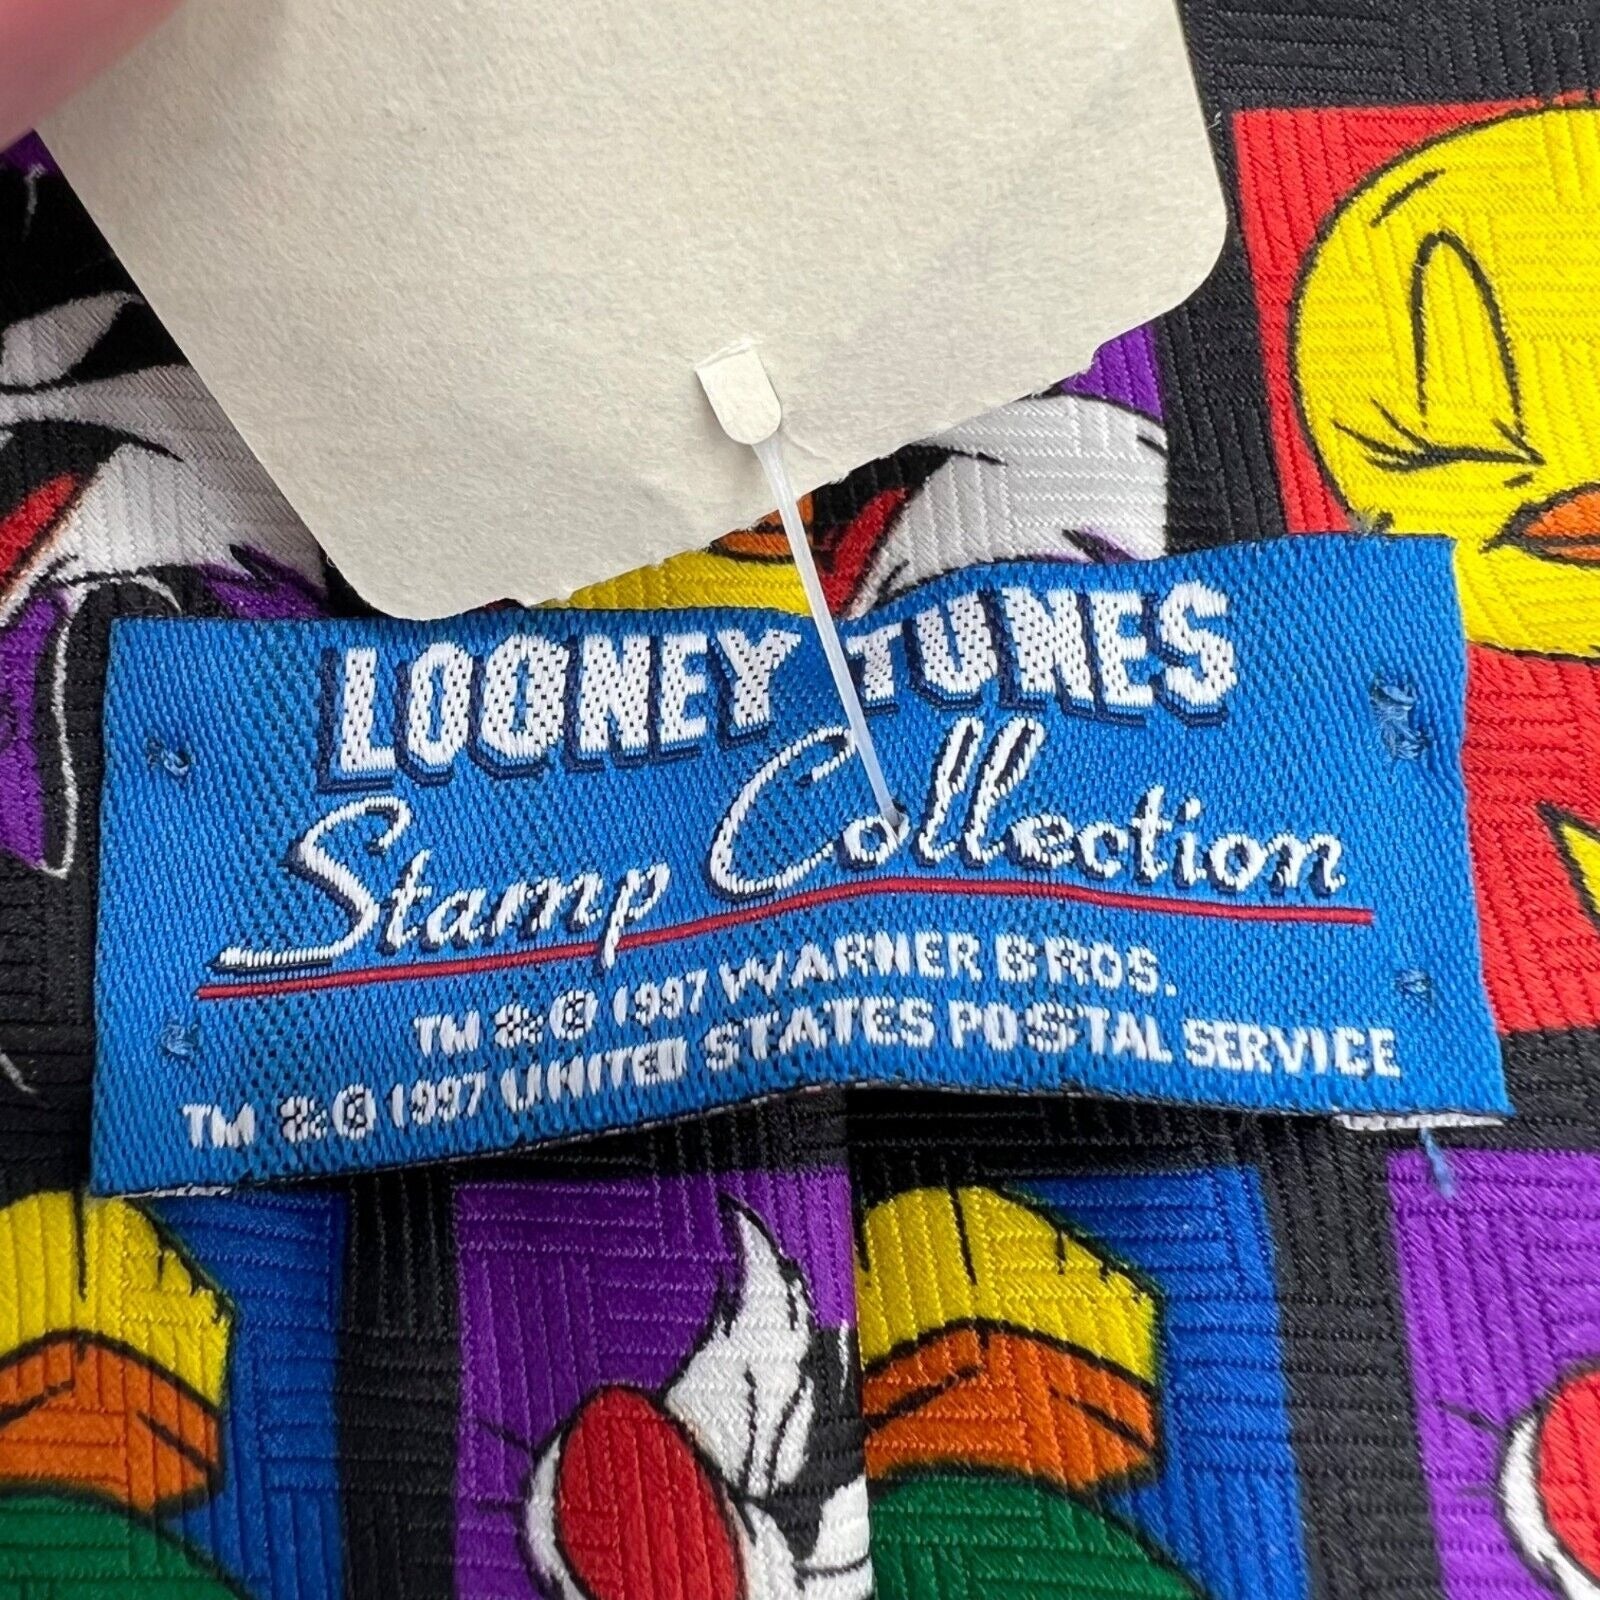 LOONEY TUNES
Stamp Collection
TM & © 1997 WARNER BROS.
TM & © 1997 UNITED STATES POSTAL SERVICE